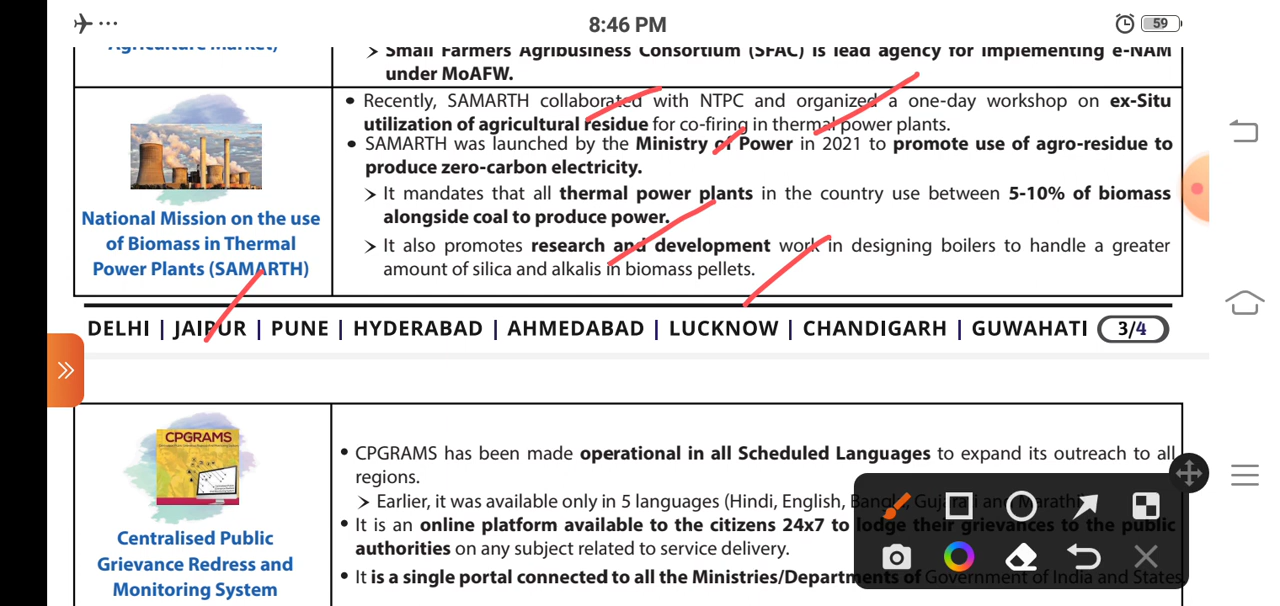 8:46 PM
59
Agriculture Market)
➤ Small Farmers Agribusiness Consortium (SFAC) is lead agency for implementing e-NAM
under MoAFW.
• Recently, SAMARTH collaborated with NTPC and organized a one-day workshop on ex-Situ
utilization of agricultural residue for co-firing in thermal power plants.
• SAMARTH was launched by the Ministry of Power in 2021 to promote use of agro-residue to
produce zero-carbon electricity.
➤ It mandates that all thermal power plants in the country use between 5-10% of biomass
alongside coal to produce power.
➤ It also promotes research and development work in designing boilers to handle a greater
amount of silica and alkalis in biomass pellets.
National Mission on the use
of Biomass in Thermal
Power Plants (SAMARTH)
DELHI | JAIPUR | PUNE | HYDERABAD | AHMEDABAD | LUCKNOW | CHANDIGARH | GUWAHATI 3/4
CPGRAMS
Centralised Public
Grievance Redress and
Monitoring System
• CPGRAMS has been made operational in all Scheduled Languages to expand its outreach to all
regions.
➤ Earlier, it was available only in 5 languages (Hindi, English, Bangla, Gujarati and Marathi)
• It is an online platform available to the citizens 24x7 to lodge their grievances to the public
authorities on any subject related to service delivery.
• It is a single portal connected to all the Ministries/Departments of Government of India and States.